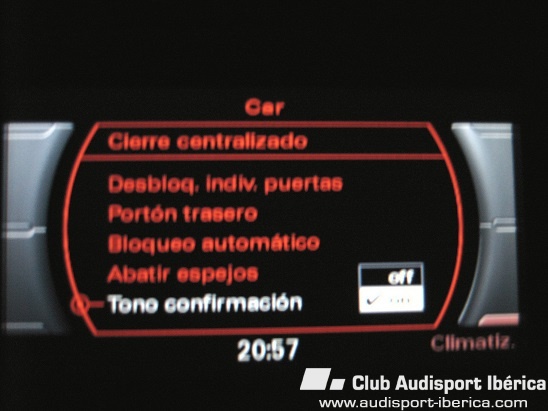 Car
Cierre centralizado
Desbloq. indiv. puertas
Portón trasero
Bloqueo automático
Abatir espejos
off
Tono confirmación
20:57
Climatiz.
Club Audisport Ibérica
www.audisport-iberica.com